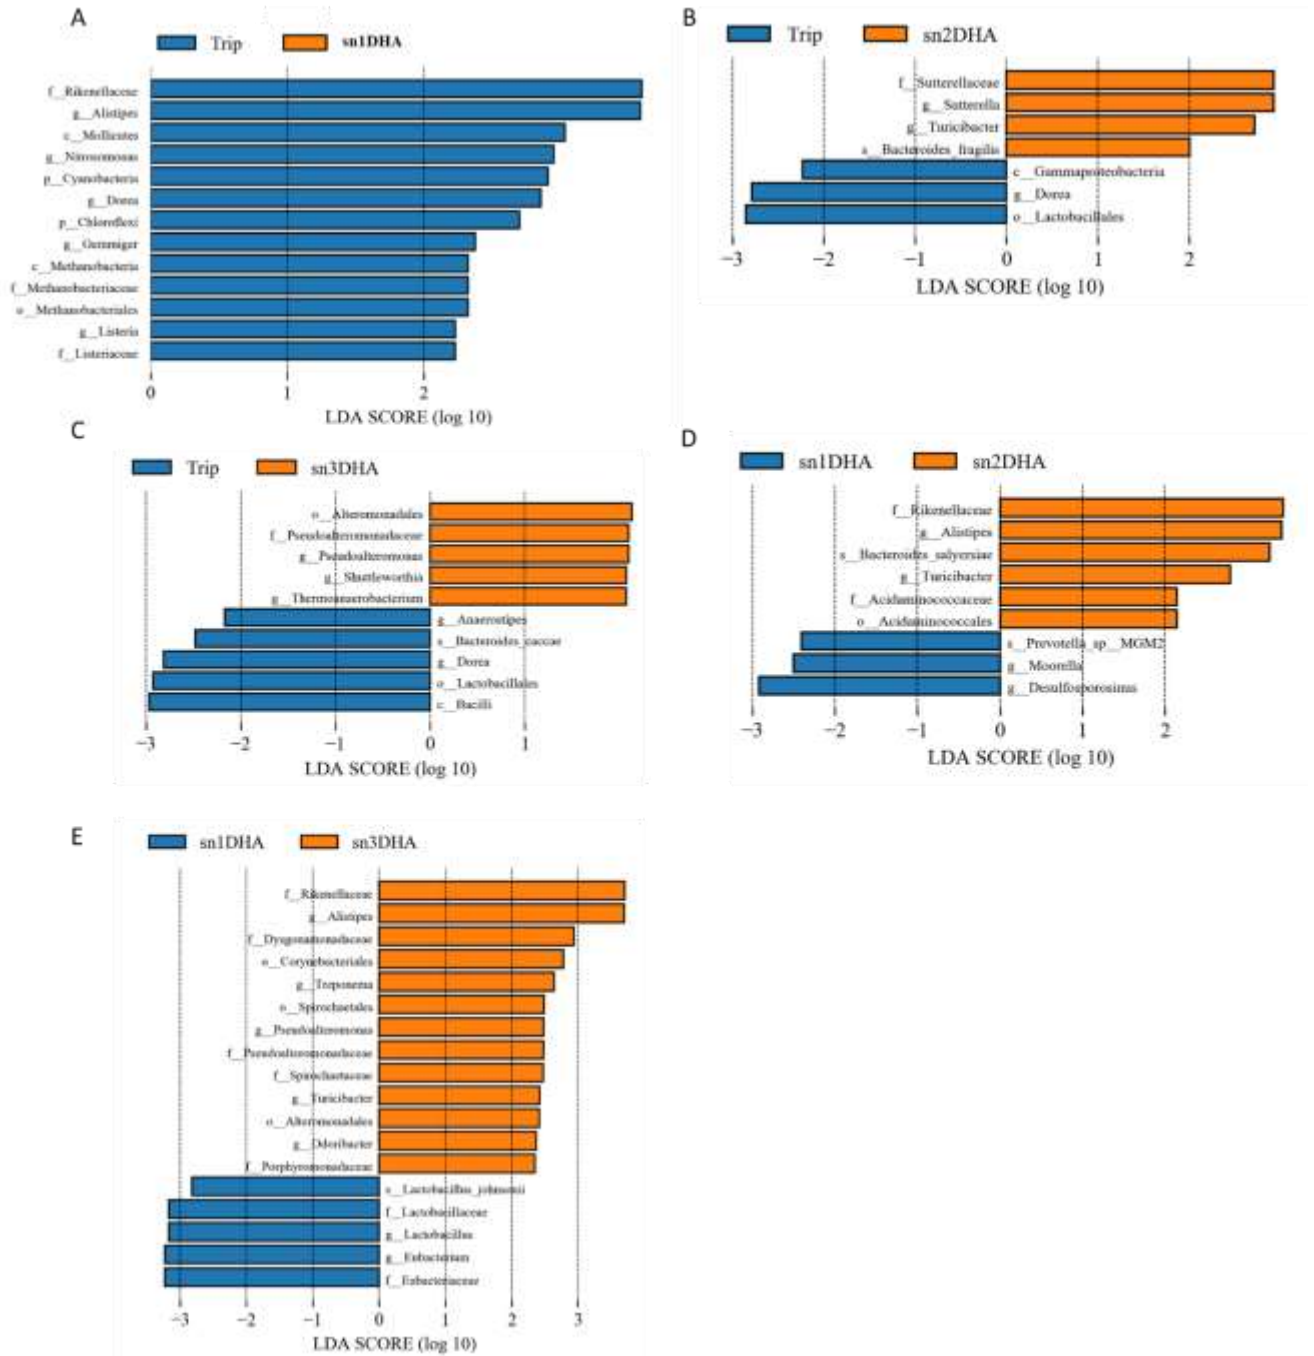 A
Trip sn1DHA
f__Rikenellaceae
g__Alistipes
c__Mollicutes
g__Nitrosomonas
p__Cyanobacteria
g__Dorea
p__Chloroflexi
g__Gemmiger
c__Methanobacteria
f__Methanobacteriaceae
o__Methanobacteriales
g__Listeria
f__Listeriaceae
0 1 2
LDA SCORE (log 10)
B
Trip sn2DHA
f__Sutterellaceae
g__Sutterella
g__Turicibacter
s__Bacteroides_fragilis
c__Gammaproteobacteria
g__Dorea
o__Lactobacillales
−3 −2 −1 0 1 2
LDA SCORE (log 10)
C
Trip sn3DHA
o__Alteromonadales
f__Pseudoalteromonadaceae
g__Pseudoalteromonas
g__Shuttleworthia
g__Thermoanaerobacterium
g__Anaerostipes
s__Bacteroides_caccae
g__Dorea
o__Lactobacillales
c__Bacilli
−3 −2 −1 0 1
LDA SCORE (log 10)
D
sn1DHA sn2DHA
f__Rikenellaceae
g__Alistipes
s__Bacteroides_salyersiae
g__Turicibacter
f__Acidaminococcaceae
o__Acidaminococcales
s__Prevotella_sp__MGM2
g__Moorella
g__Desulfosporosinus
−3 −2 −1 0 1 2
LDA SCORE (log 10)
E
sn1DHA sn3DHA
f__Rikenellaceae
g__Alistipes
f__Dysgonamonadaceae
o__Corynebacteriales
g__Treponema
o__Spirochaetales
g__Pseudoalteromonas
f__Pseudoalteromonadaceae
f__Spirochaetaceae
g__Turicibacter
o__Alteromonadales
g__Odoribacter
f__Porphyromonadaceae
s__Lactobacillus_johnsonii
f__Lactobacillaceae
g__Lactobacillus
g__Eubacterium
f__Eubacteriaceae
−3 −2 −1 0 1 2 3
LDA SCORE (log 10)